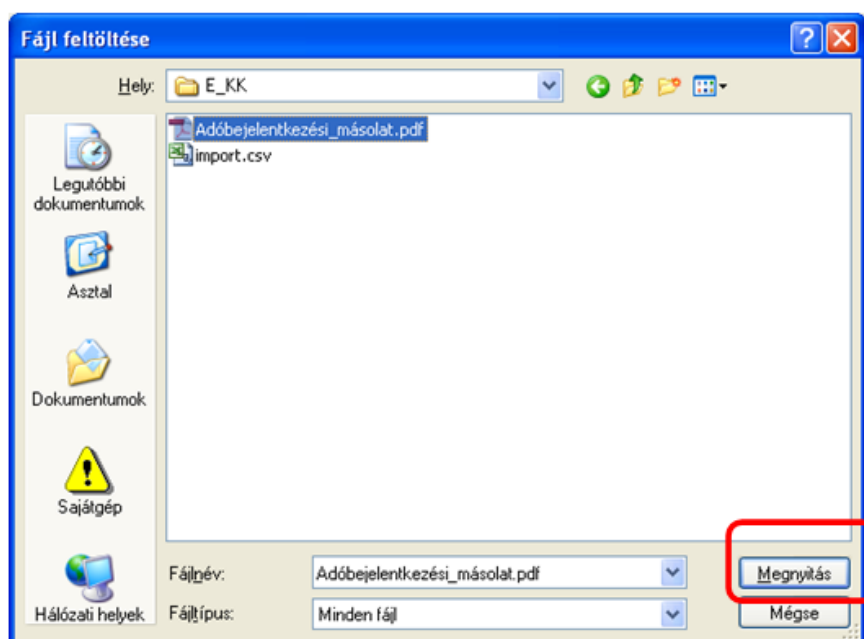 Fájl feltöltése
Hely:
E_KK
Adóbejelentkezési_másolat.pdf
import.csv
Legutóbbi
dokumentumok
Asztal
Dokumentumok
Sajátgép
Hálózati helyek
Fájlnév:
Adóbejelentkezési_másolat.pdf
Megnyitás
Fájltípus:
Minden fájl
Mégse